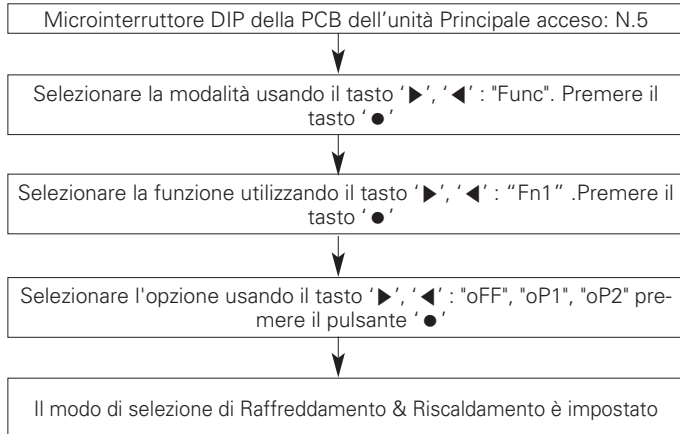 Microinterruttore DIP della PCB dell'unità Principale acceso: N.5
Selezionare la modalità usando il tasto ‘▶’, ‘◀’ : "Func". Premere il
tasto ‘●’
Selezionare la funzione utilizzando il tasto ‘▶’, ‘◀’ : “Fn1” .Premere il
tasto ‘●’
Selezionare l'opzione usando il tasto ‘▶’, ‘◀’ : "oFF", "oP1", "oP2" pre-
mere il pulsante ‘●’
Il modo di selezione di Raffreddamento & Riscaldamento è impostato